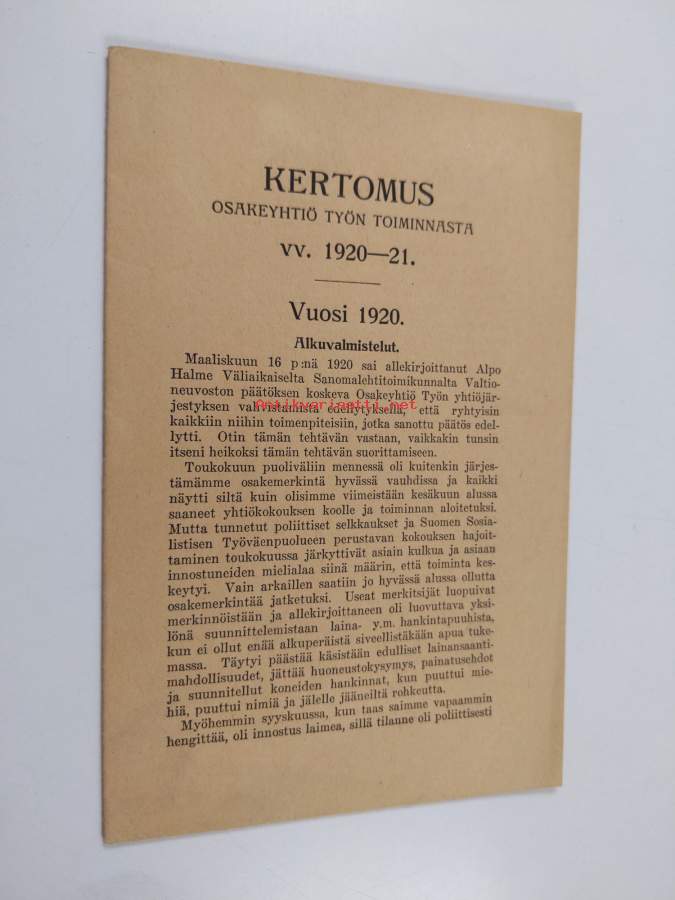 KERTOMUS
OSAKEYHTIÖ TYÖN TOIMINNASTA
vv. 1920—21.
Vuosi 1920.
Alkuvalmistelut.
Maaliskuun 16 p:nä 1920 sai allekirjoittanut Alpo
Halme Väliaikaiselta Sanomalehtitoimikunnalta Valtio-
neuvoston päätöksen koskeva Osakeyhtiö Työn yhtiöjär-
jestyksen vahvistamista edellytyksellä, että ryhtyisin
kaikkiin niihin toimenpiteisiin, jotka sanottu päätös edel-
lytti. Otin tämän tehtävän vastaan, vaikkakin tunsin
itseni heikoksi tämän tehtävän suorittamiseen.
Toukokuun puoliväliin mennessä oli kuitenkin järjes-
tämämme osakemerkintä hyvässä vauhdissa ja kaikki
näytti siltä kuin olisimme viimeistään kesäkuun alussa
saaneet yhtiökokouksen koolle ja toiminnan aloitetuksi.
Mutta tunnetut poliittiset selkkaukset ja Suomen Sosia-
listisen Työväenpuolueen perustavan kokouksen hajoit-
taminen toukokuussa järkyttivät asiain kulkua ja asiaan
innostuneiden mielialaa siinä määrin, että toiminta kes-
keytyi. Vain arkaillen saatiin jo hyvässä alussa ollutta
osakemerkintää jatketuksi. Useat merkitsijät luopuivat
merkinnöistään ja allekirjoittaneen oli luovuttava yksi-
lönä suunnittelemistaan laina- y.m. hankintapuuhista,
kun ei ollut enää alkuperäistä siveellistäkään apua tuke-
massa. Täytyi päästää käsistään edulliset lainansaanti-
mahdollisuudet, jättää huoneustokysymys, painatusehdot
ja suunnitellut koneiden hankinnat, kun puuttui mie-
hiä, puuttui nimiä ja jälelle jääneiltä rohkeutta.
Myöhemmin syyskuussa, kun taas saimme vapaammin
hengittää, oli innostus laimea, sillä tilanne oli poliittisesti
Antikvariaatti.net